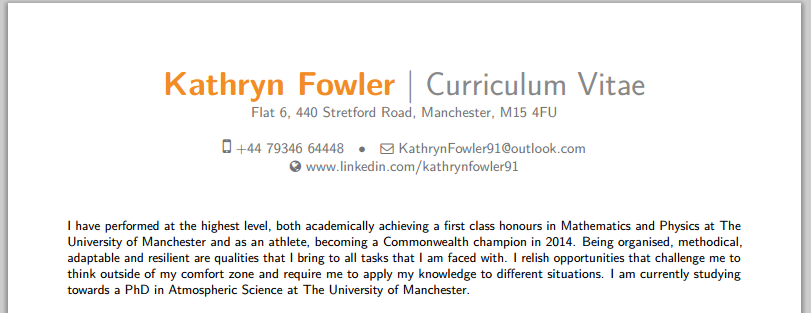 Kathryn Fowler | Curriculum Vitae
Flat 6, 440 Stretford Road, Manchester, M15 4FU
+44 79346 64448 • KathrynFowler91@outlook.com
www.linkedin.com/kathrynfowler91
I have performed at the highest level, both academically achieving a first class honours in Mathematics and Physics at The
University of Manchester and as an athlete, becoming a Commonwealth champion in 2014. Being organised, methodical,
adaptable and resilient are qualities that I bring to all tasks that I am faced with. I relish opportunities that challenge me to
think outside of my comfort zone and require me to apply my knowledge to different situations. I am currently studying
towards a PhD in Atmospheric Science at The University of Manchester.